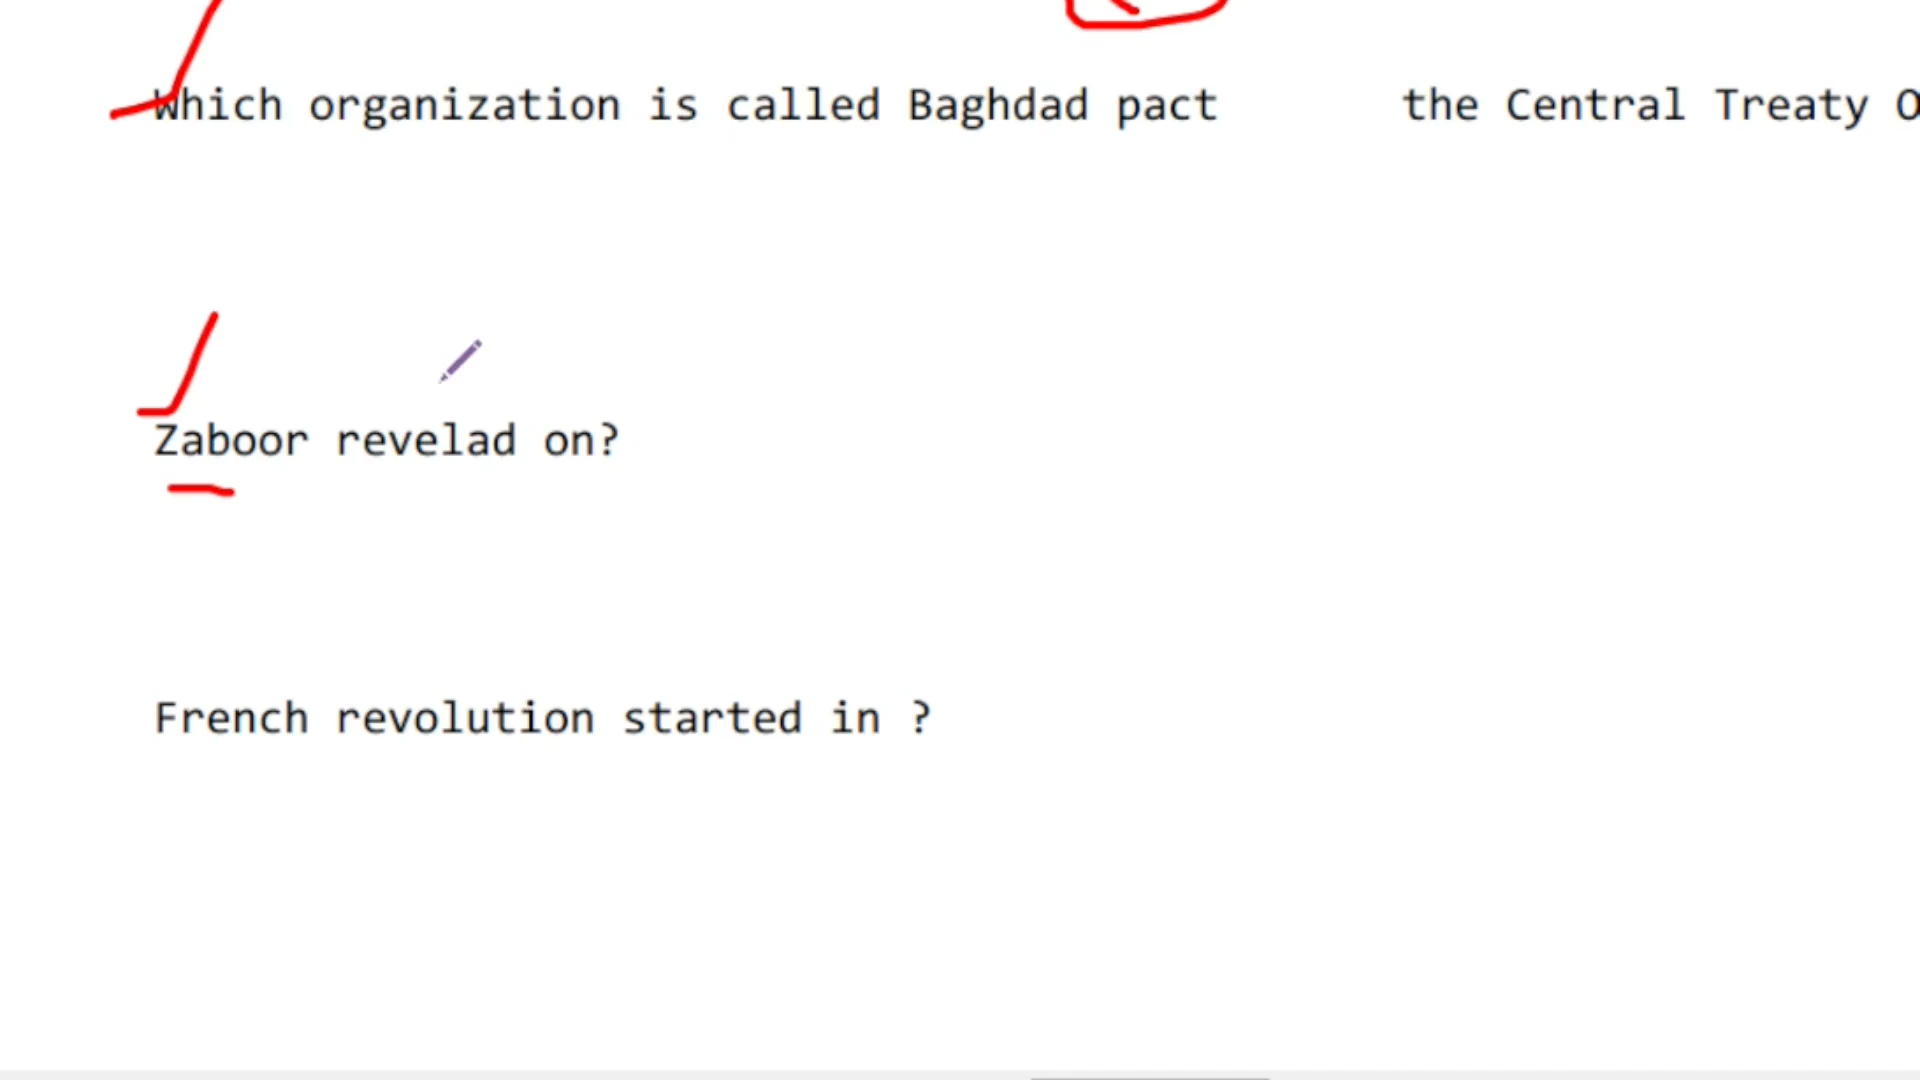 Which organization is called Baghdad pact the Central Treaty O
Zaboor revelad on?
French revolution started in ?